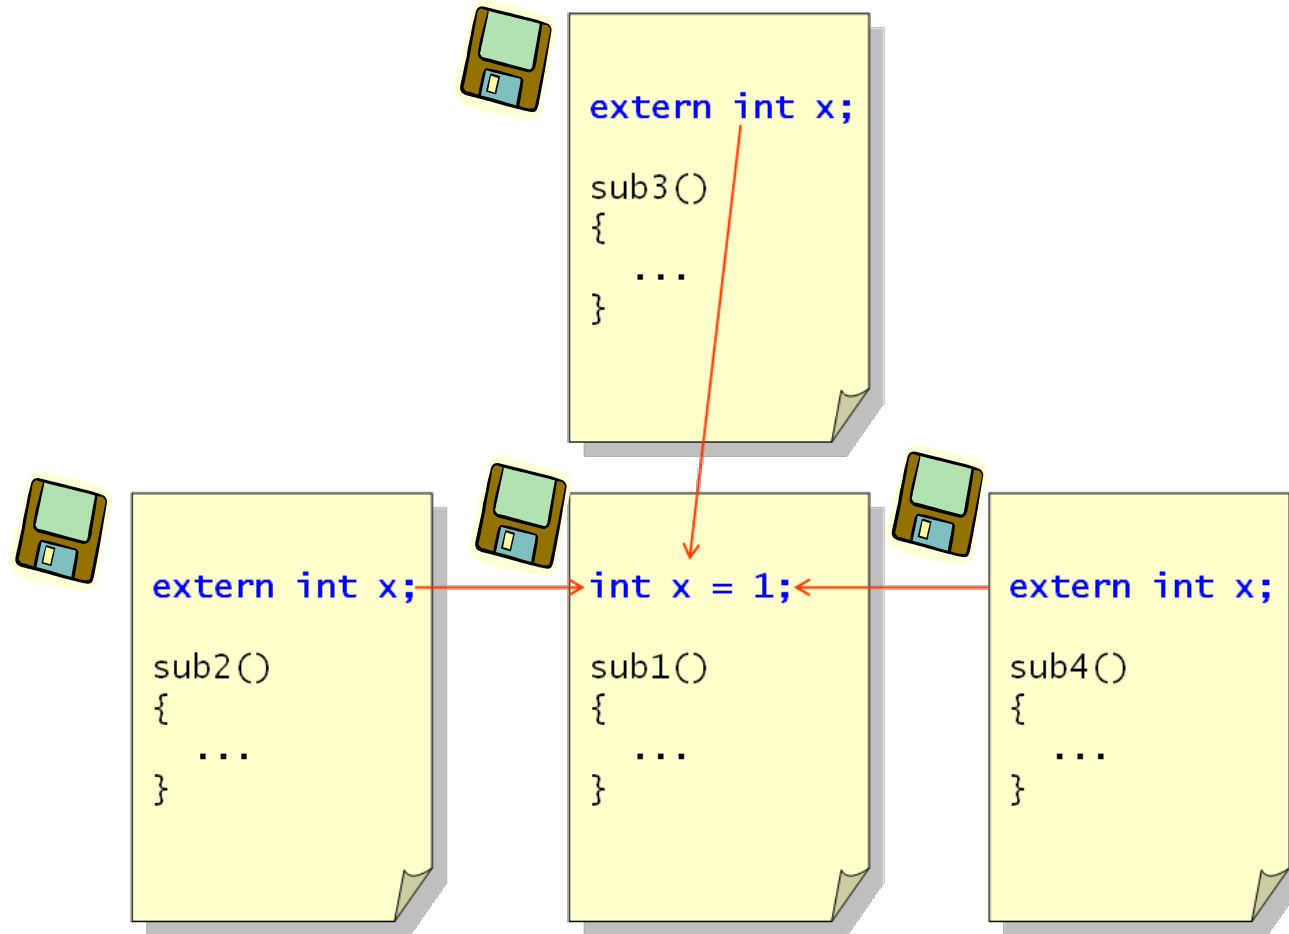 extern int x;
sub3()
{
...
}
extern int x;
sub2()
{
...
}
int x = 1;
sub1()
{
...
}
extern int x;
sub4()
{
...
}